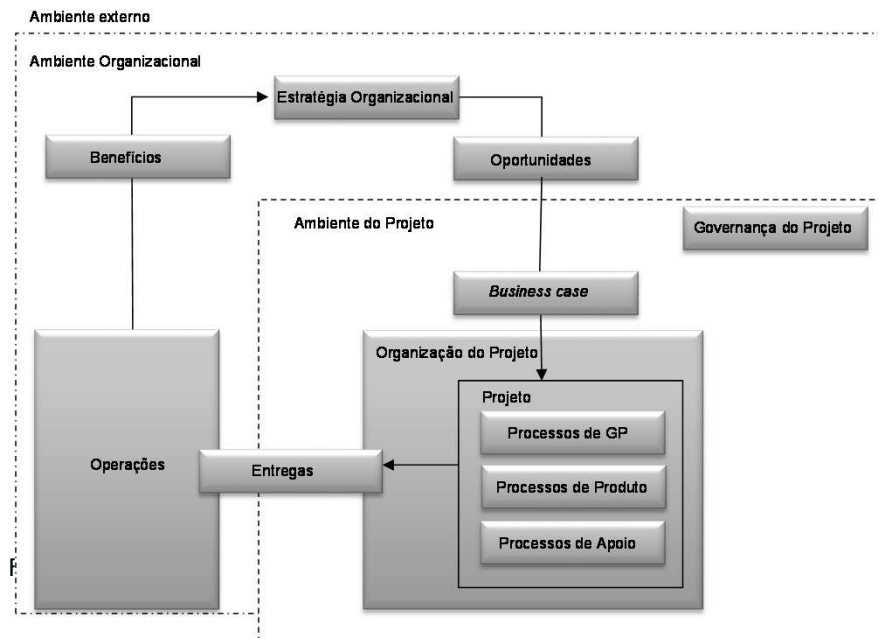 Ambiente externo
Ambiente Organizacional
Estratégia Organizacional
Benefícios
Oportunidades
Ambiente do Projeto
Governança do Projeto
Business case
Organização do Projeto
Projeto
Processos de GP
Operações
Entregas
Processos de Produto
Processos de Apoio